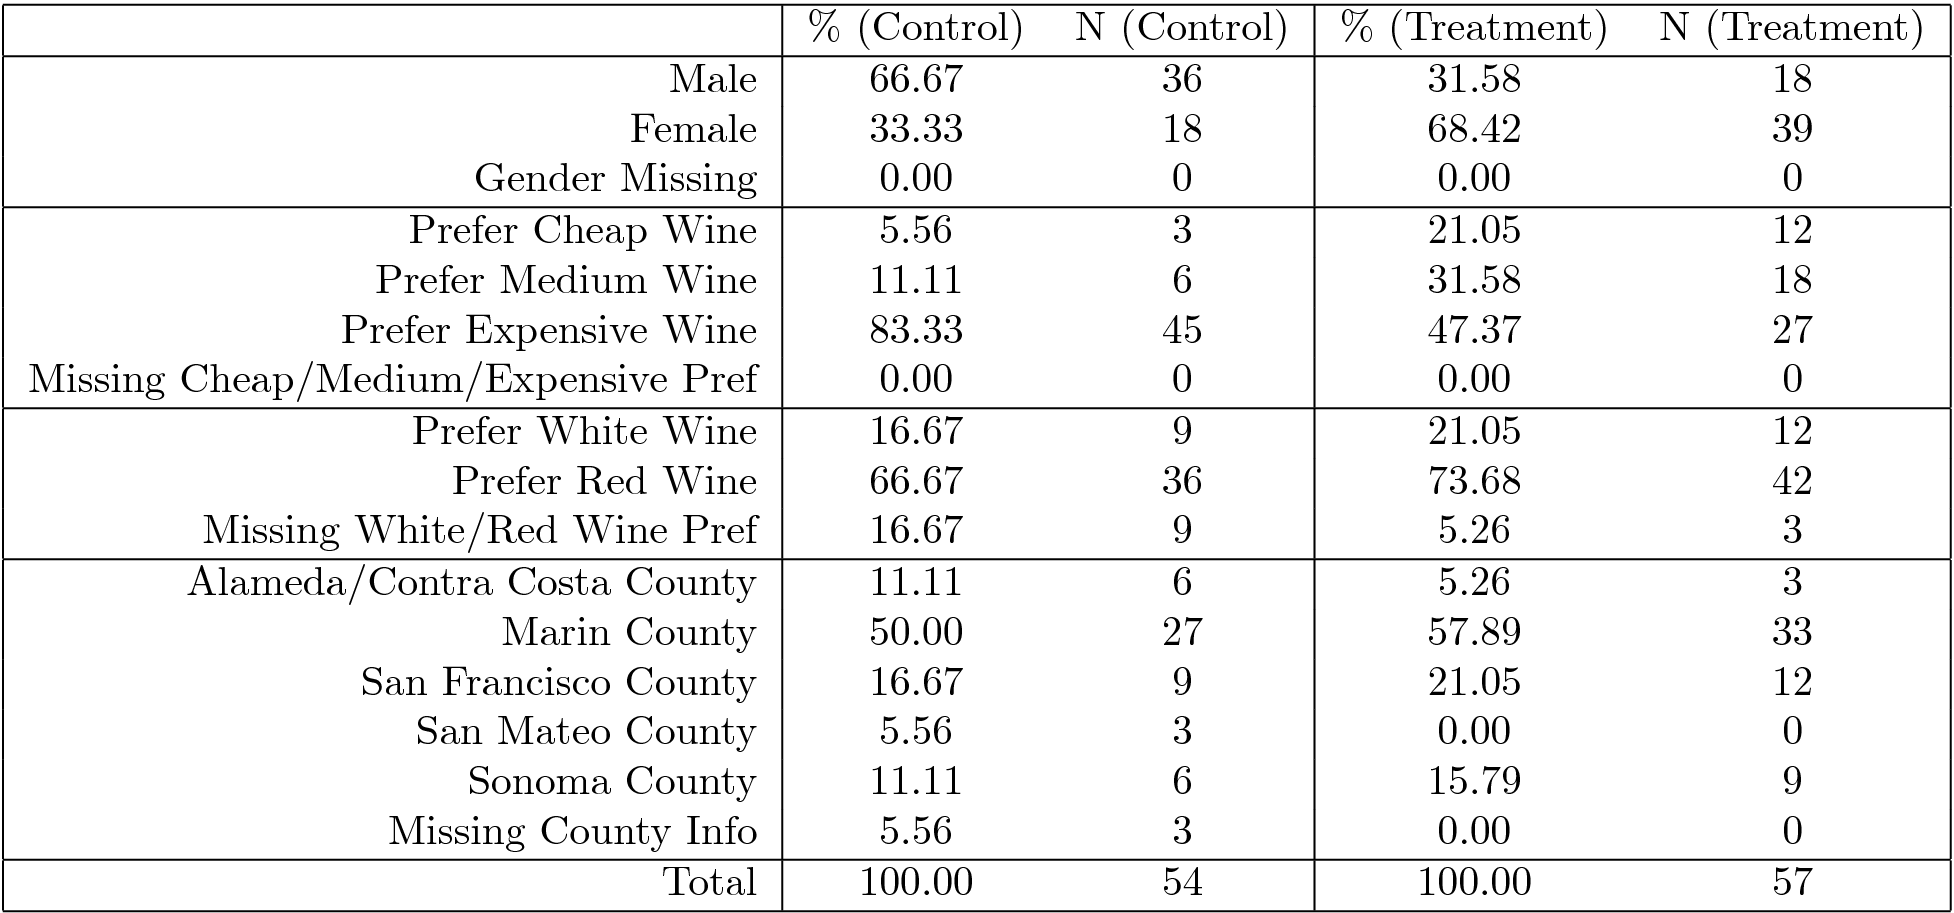 % (Control) N (Control) % (Treatment) N (Treatment)
Male 66.67 36 31.58 18
Female 33.33 18 68.42 39
Gender Missing 0.00 0 0.00 0
Prefer Cheap Wine 5.56 3 21.05 12
Prefer Medium Wine 11.11 6 31.58 18
Prefer Expensive Wine 83.33 45 47.37 27
Missing Cheap/Medium/Expensive Pref 0.00 0 0.00 0
Prefer White Wine 16.67 9 21.05 12
Prefer Red Wine 66.67 36 73.68 42
Missing White/Red Wine Pref 16.67 9 5.26 3
Alameda/Contra Costa County 11.11 6 5.26 3
Marin County 50.00 27 57.89 33
San Francisco County 16.67 9 21.05 12
San Mateo County 5.56 3 0.00 0
Sonoma County 11.11 6 15.79 9
Missing County Info 5.56 3 0.00 0
Total 100.00 54 100.00 57